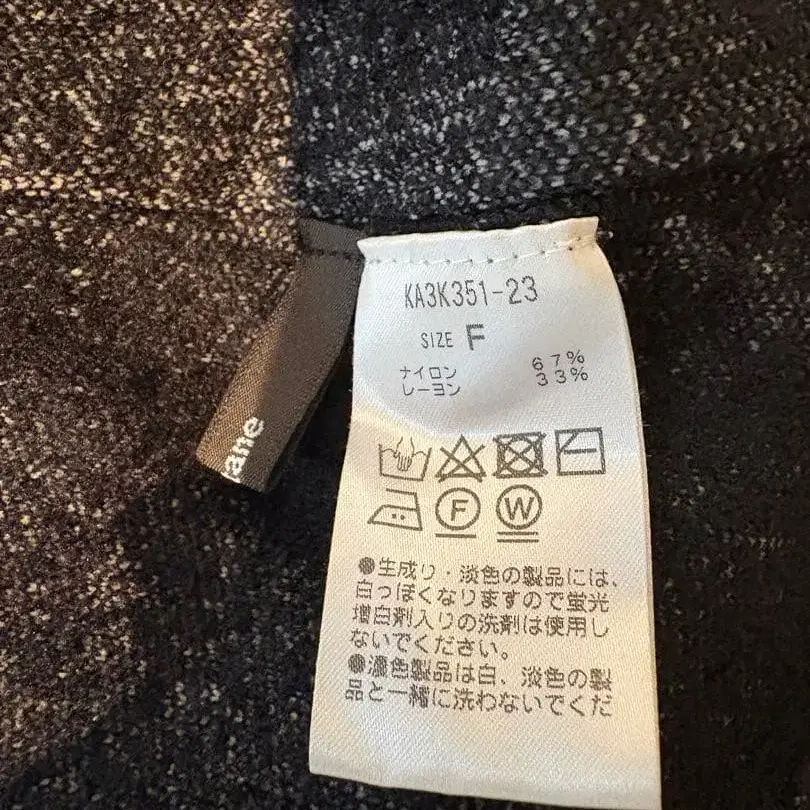 KA3K351-23
SIZE F
ナイロン 67%
レーヨン 33%
F W
●生成り・淡色の製品には、
白っぽくなりますので蛍光
増白剤入りの洗剤は使用し
ないでください。
●濃色製品は白、淡色の製
品と一緒に洗わないでくだ
ane